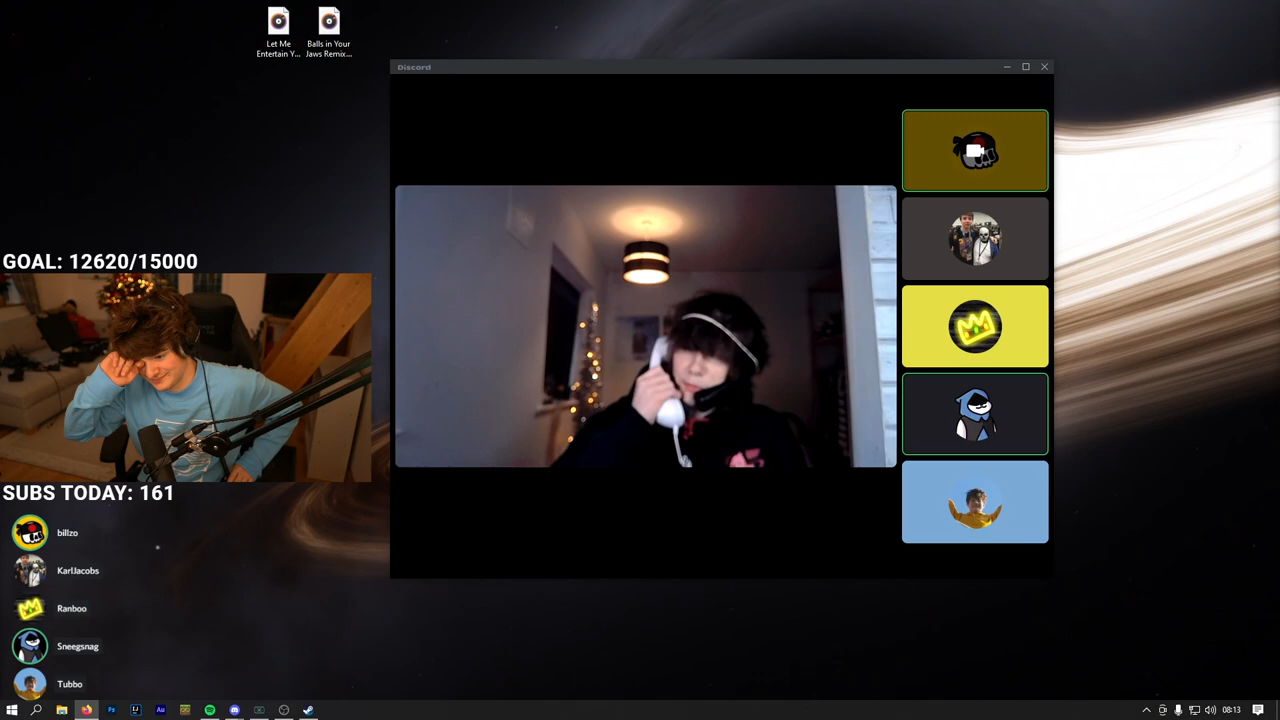 Let Me
Entertain Y...
Balls in Your
Jaws Remix...
Discord
GOAL: 12620/15000
SUBS TODAY: 161
billzo
KarlJacobs
Ranboo
Sneegsnag
Tubbo
08:13